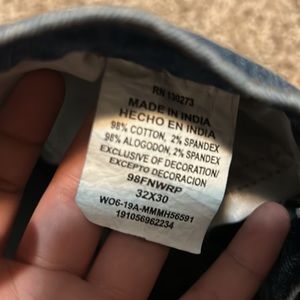 RN 130273
MADE IN INDIA
HECHO EN INDIA
98% COTTON, 2% SPANDEX
98% ALOGODON, 2% SPANDEX
EXCLUSIVE OF DECORATION/
EXCEPTO DECORACION
98FNWRP
32X30
WO6-19A-MMMH56591
191056962234